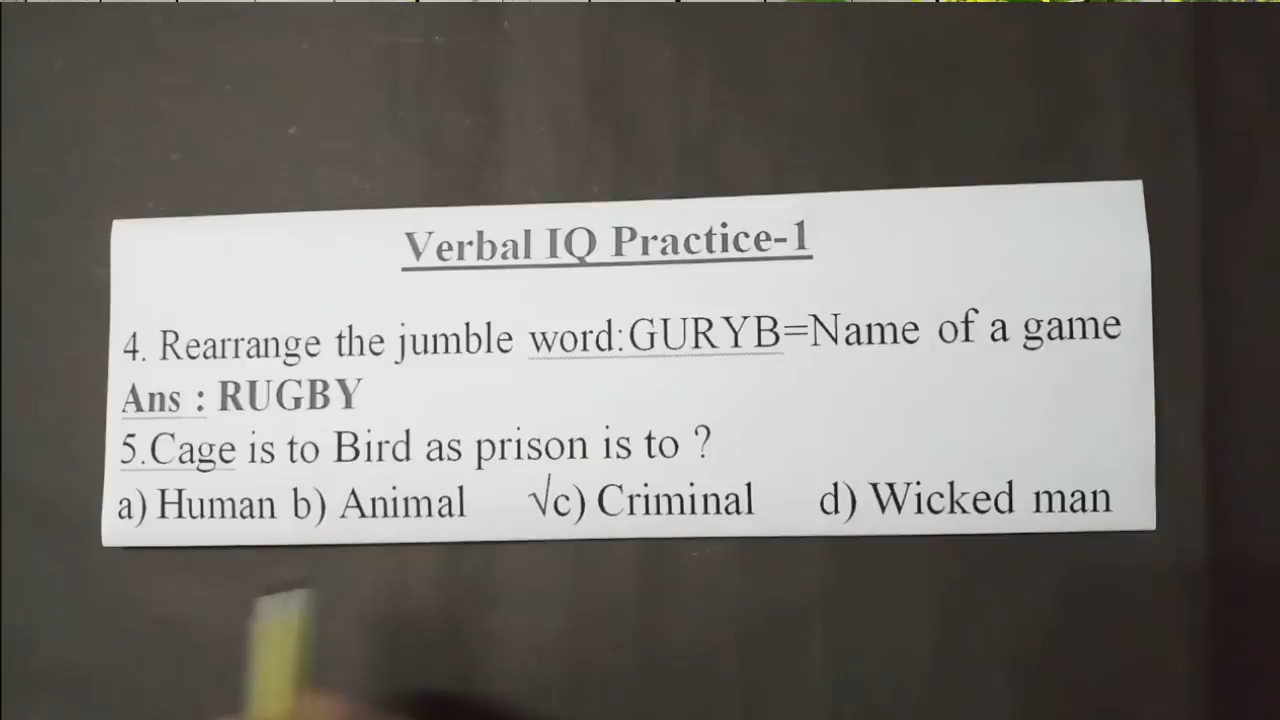 Verbal IQ Practice-1
4. Rearrange the jumble word:GURYB=Name of a game
Ans : RUGBY
5.Cage is to Bird as prison is to ?
a) Human b) Animal √c) Criminal d) Wicked man